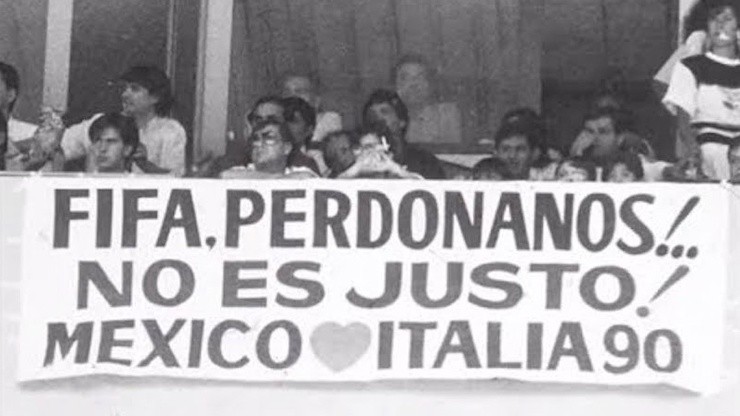 FIFA, PERDONANOS!...
NO ES JUSTO!
MEXICO ♥ ITALIA 90